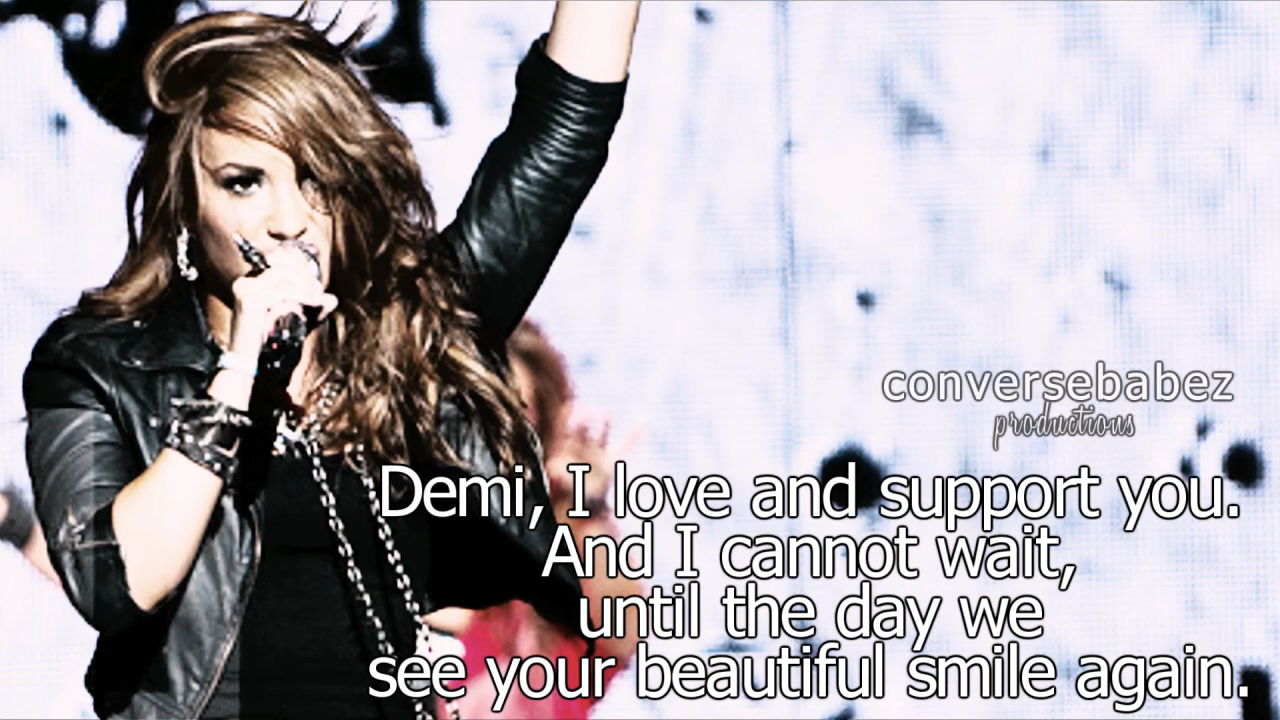 conversebabez
productions
Demi, I love and support you.
And I cannot wait,
until the day we
see your beautiful smile again.